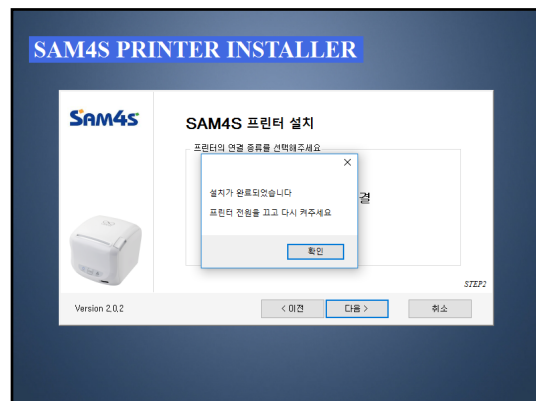 SAM4S PRINTER INSTALLER
SAM4S
SAM4S 프린터 설치
프린터의 연결 종류를 선택해주세요
설치가 완료되었습니다
프린터 전원을 끄고 다시 켜주세요
결
확인
STEP2
Version 2,0,2
< 이전
다음 >
취소